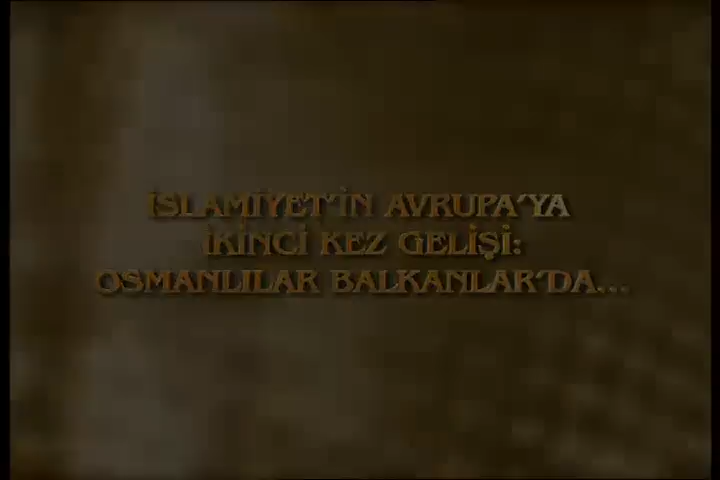 İSLAMİYET'İN AVRUPA'YA
İKİNCİ KEZ GELİŞİ:
OSMANLILAR BALKANLAR'DA...